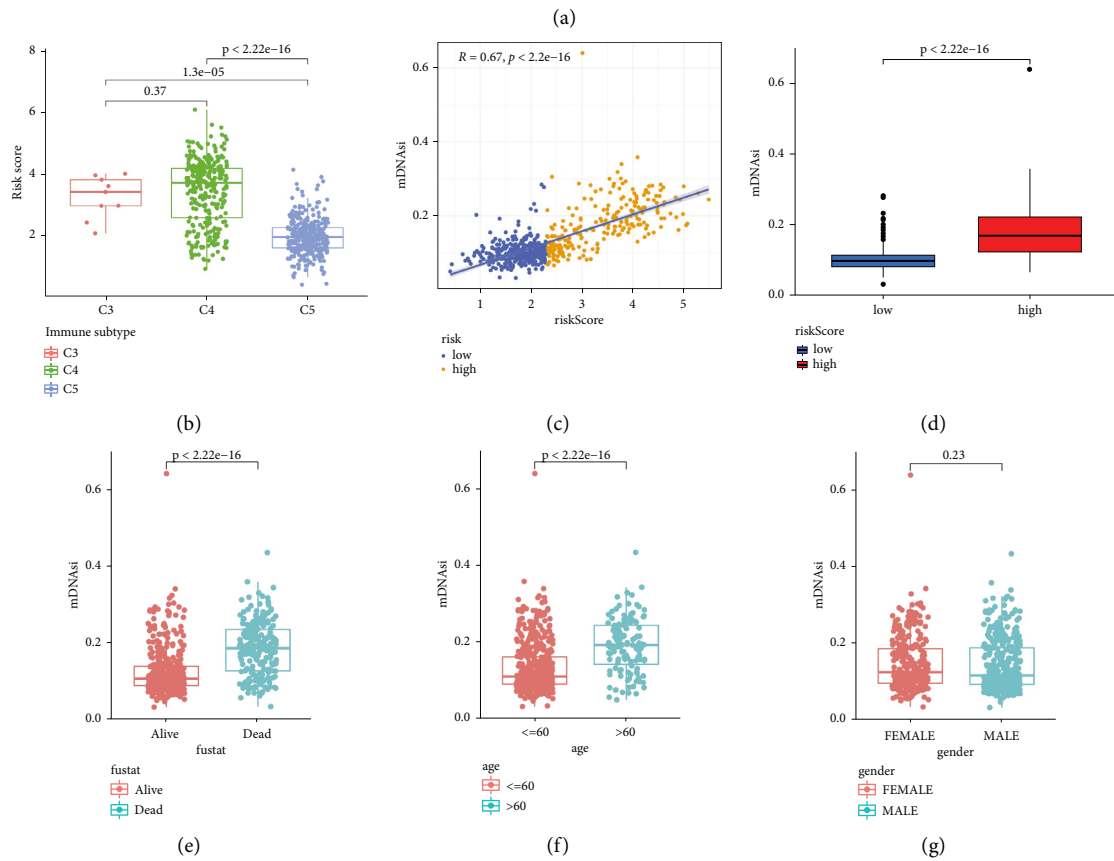 (a)
8
6
4
2
Risk score
p < 2.22e−16
1.3e−05
0.37
C3
C4
C5
Immune subtype
C3
C4
C5
(b)
0.6
0.4
0.2
mDNAsi
R = 0.67, p < 2.2e−16
1
2
3
4
5
riskScore
risk
low
high
(c)
0.6
0.4
0.2
0.0
mDNAsi
p < 2.22e−16
low
high
riskScore
low
high
(d)
0.6
0.4
0.2
0.0
mDNAsi
p < 2.22e−16
Alive
Dead
fustat
fustat
Alive
Dead
(e)
0.6
0.4
0.2
0.0
mDNAsi
p < 2.22e−16
<=60
>60
age
age
<=60
>60
(f)
0.6
0.4
0.2
0.0
mDNAsi
0.23
FEMALE
MALE
gender
gender
FEMALE
MALE
(g)